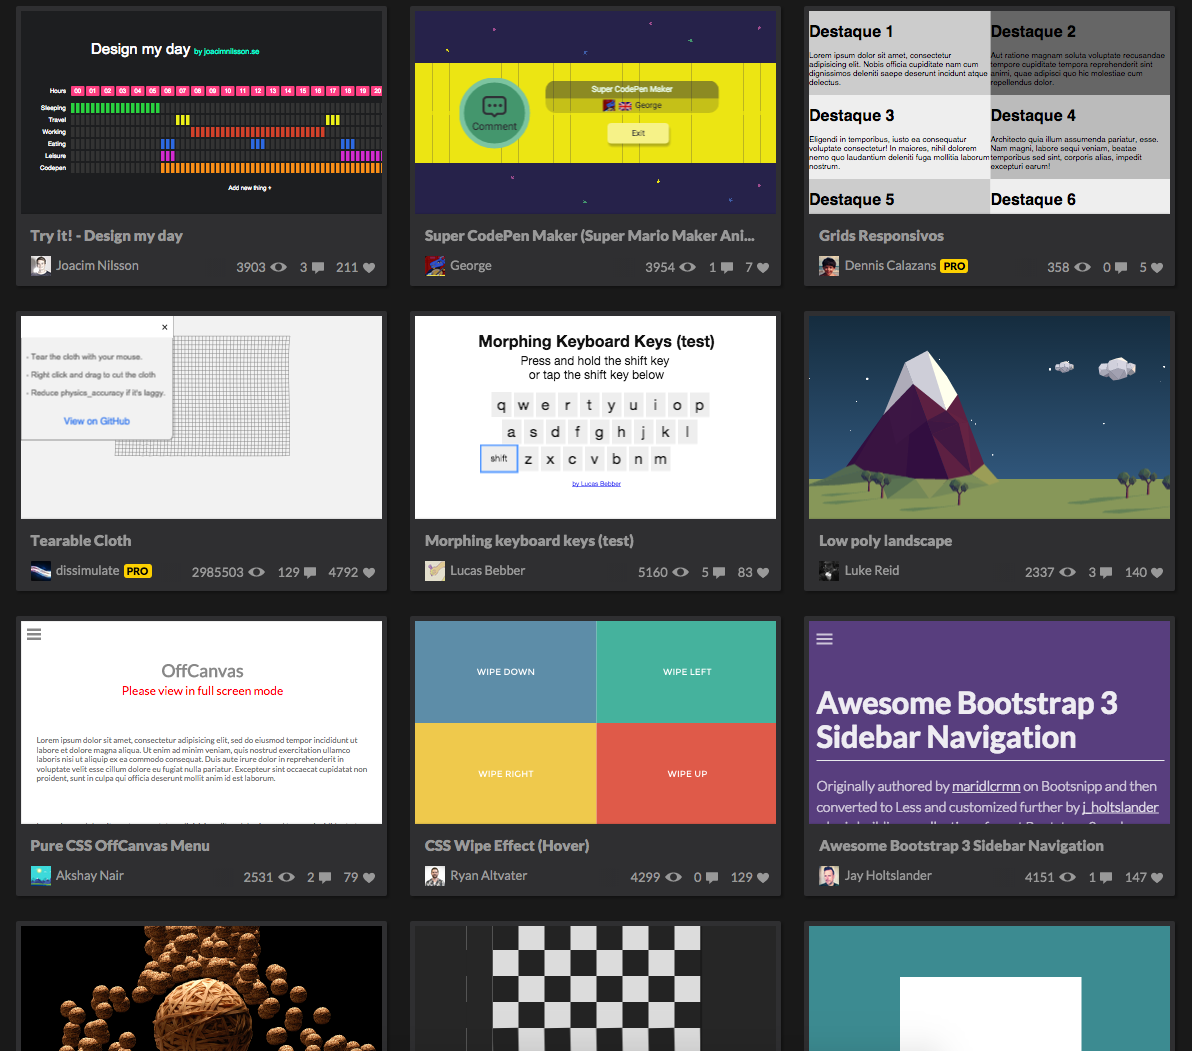 Design my day by joacimnilsson.se
Hours 00 01 02 03 04 05 06 07 08 09 10 11 12 13 14 15 16 17 18 19 20
Sleeping
Travel
Working
Eating
Leisure
Codepen
Add new thing +
Try it! - Design my day
Joacim Nilsson 3903 3 211
Comment
Super CodePen Maker
George
Exit
Super CodePen Maker (Super Mario Maker Ani...
George 3954 1 7
Destaque 1
Lorem ipsum dolor sit amet, consectetur
adipisicing elit. Nobis officia cupiditate nam cum
dignissimos deleniti saepe deserunt incidunt atque
delectus.
Destaque 2
Aut ratione magnam soluta voluptate recusandae
tempore cupiditate tempora reprehenderit sint
animi, quae adipisci quo hic molestiae cum
repellendus dolor.
Destaque 3
Eligendi in temporibus, iusto ea consequatur
voluptate consectetur! In maiores, nihil dolorem
nemo quo laudantium deleniti fuga mollitia laborum
nostrum.
Destaque 4
Architecto quia illum assumenda pariatur, esse.
Nam magni, labore sequi veniam, beatae
temporibus sed sint, corporis alias, impedit
excepturi earum!
Destaque 5
Destaque 6
Grids Responsivos
Dennis Calazans PRO 358 0 5
×
- Tear the cloth with your mouse.
- Right click and drag to cut the cloth
- Reduce physics_accuracy if it's laggy.
View on GitHub
Tearable Cloth
dissimulate PRO 2985503 129 4792
Morphing Keyboard Keys (test)
Press and hold the shift key
or tap the shift key below
q w e r t y u i o p
a s d f g h j k l
shift z x c v b n m
by Lucas Bebber
Morphing keyboard keys (test)
Lucas Bebber 5160 5 83
Low poly landscape
Luke Reid 2337 3 140
OffCanvas
Please view in full screen mode
Lorem ipsum dolor sit amet, consectetur adipisicing elit, sed do eiusmod tempor incididunt ut
labore et dolore magna aliqua. Ut enim ad minim veniam, quis nostrud exercitation ullamco
laboris nisi ut aliquip ex ea commodo consequat. Duis aute irure dolor in reprehenderit in
voluptate velit esse cillum dolore eu fugiat nulla pariatur. Excepteur sint occaecat cupidatat non
proident, sunt in culpa qui officia deserunt mollit anim id est laborum.
Pure CSS OffCanvas Menu
Akshay Nair 2531 2 79
WIPE DOWN
WIPE LEFT
WIPE RIGHT
WIPE UP
CSS Wipe Effect (Hover)
Ryan Altvater 4299 0 129
Awesome Bootstrap 3
Sidebar Navigation
Originally authored by maridlcrmn on Bootsnipp and then
converted to Less and customized further by j_holtslander
Awesome Bootstrap 3 Sidebar Navigation
Jay Holtslander 4151 1 147